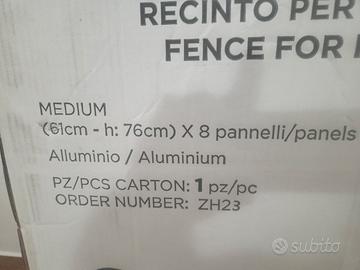 RECINTO PER
FENCE FOR
MEDIUM
(61cm - h: 76cm) X 8 pannelli/panels
Alluminio / Aluminium
PZ/PCS CARTON: 1 pz/pc
ORDER NUMBER: ZH23
subito